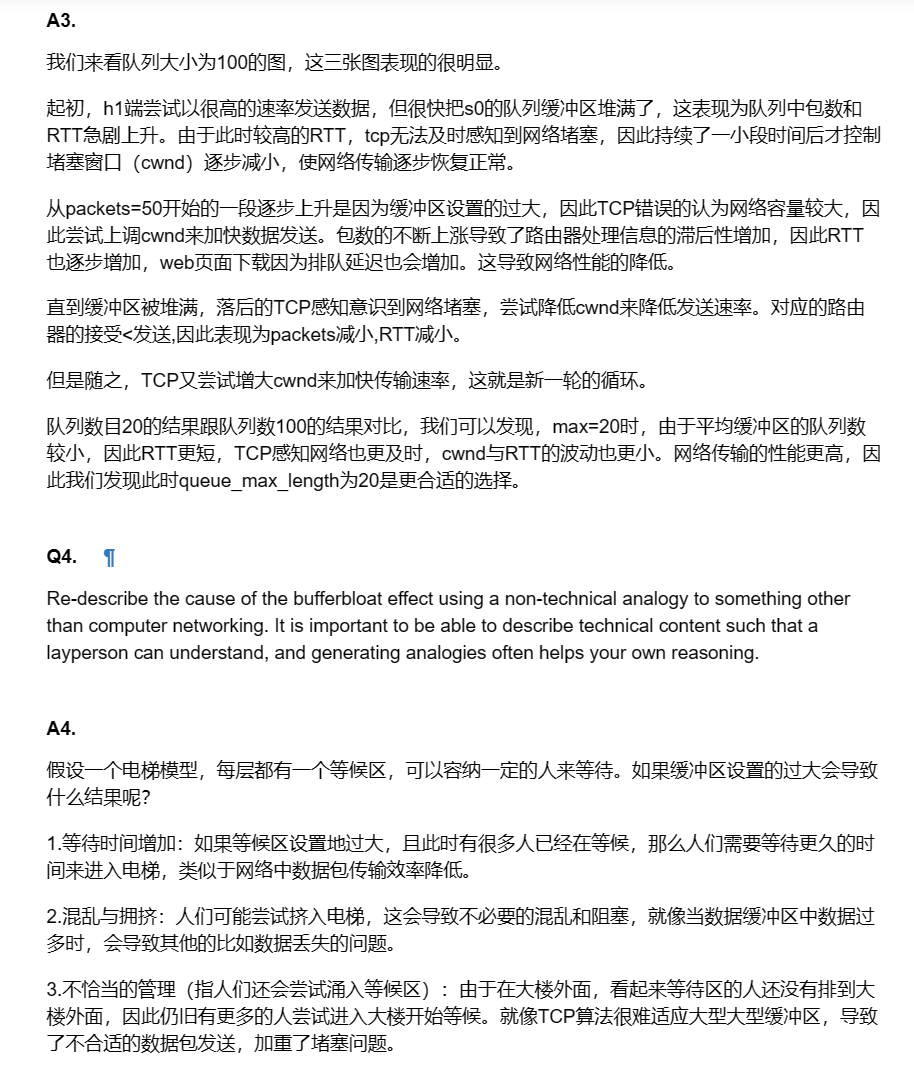 A3.
我们来看队列大小为100的图，这三张图表现的很明显。
起初，h1端尝试以很高的速率发送数据，但很快把s0的队列缓冲区堆满了，这表现为队列中包数和
RTT急剧上升。由于此时较高的RTT，tcp无法及时感知到网络堵塞，因此持续了一小段时间后才控制
堵塞窗口（cwnd）逐步减小，使网络传输逐步恢复正常。
从packets=50开始的一段逐步上升是因为缓冲区设置的过大，因此TCP错误的认为网络容量较大，因
此尝试上调cwnd来加快数据发送。包数的不断上涨导致了路由器处理信息的滞后性增加，因此RTT
也逐步增加，web页面下载因为排队延迟也会增加。这导致网络性能的降低。
直到缓冲区被堆满，落后的TCP感知意识到网络堵塞，尝试降低cwnd来降低发送速率。对应的路由
器的接受<发送,因此表现为packets减小,RTT减小。
但是随之，TCP又尝试增大cwnd来加快传输速率，这就是新一轮的循环。
队列数目20的结果跟队列数100的结果对比，我们可以发现，max=20时，由于平均缓冲区的队列数
较小，因此RTT更短，TCP感知网络也更及时，cwnd与RTT的波动也更小。网络传输的性能更高，因
此我们发现此时queue_max_length为20是更合适的选择。
Q4. ¶
Re-describe the cause of the bufferbloat effect using a non-technical analogy to something other
than computer networking. It is important to be able to describe technical content such that a
layperson can understand, and generating analogies often helps your own reasoning.
A4.
假设一个电梯模型，每层都有一个等候区，可以容纳一定的人来等待。如果缓冲区设置的过大会导致
什么结果呢?
1.等待时间增加：如果等候区设置地过大，且此时有很多人已经在等候，那么人们需要等待更久的时
间来进入电梯，类似于网络中数据包传输效率降低。
2.混乱与拥挤：人们可能尝试挤入电梯，这会导致不必要的混乱和阻塞，就像当数据缓冲区中数据过
多时，会导致其他的比如数据丢失的问题。
3.不恰当的管理（指人们还会尝试涌入等候区）：由于在大楼外面，看起来等待区的人还没有排到大
楼外面，因此仍旧有更多的人尝试进入大楼开始等候。就像TCP算法很难适应大型大型缓冲区，导致
了不合适的数据包发送，加重了堵塞问题。